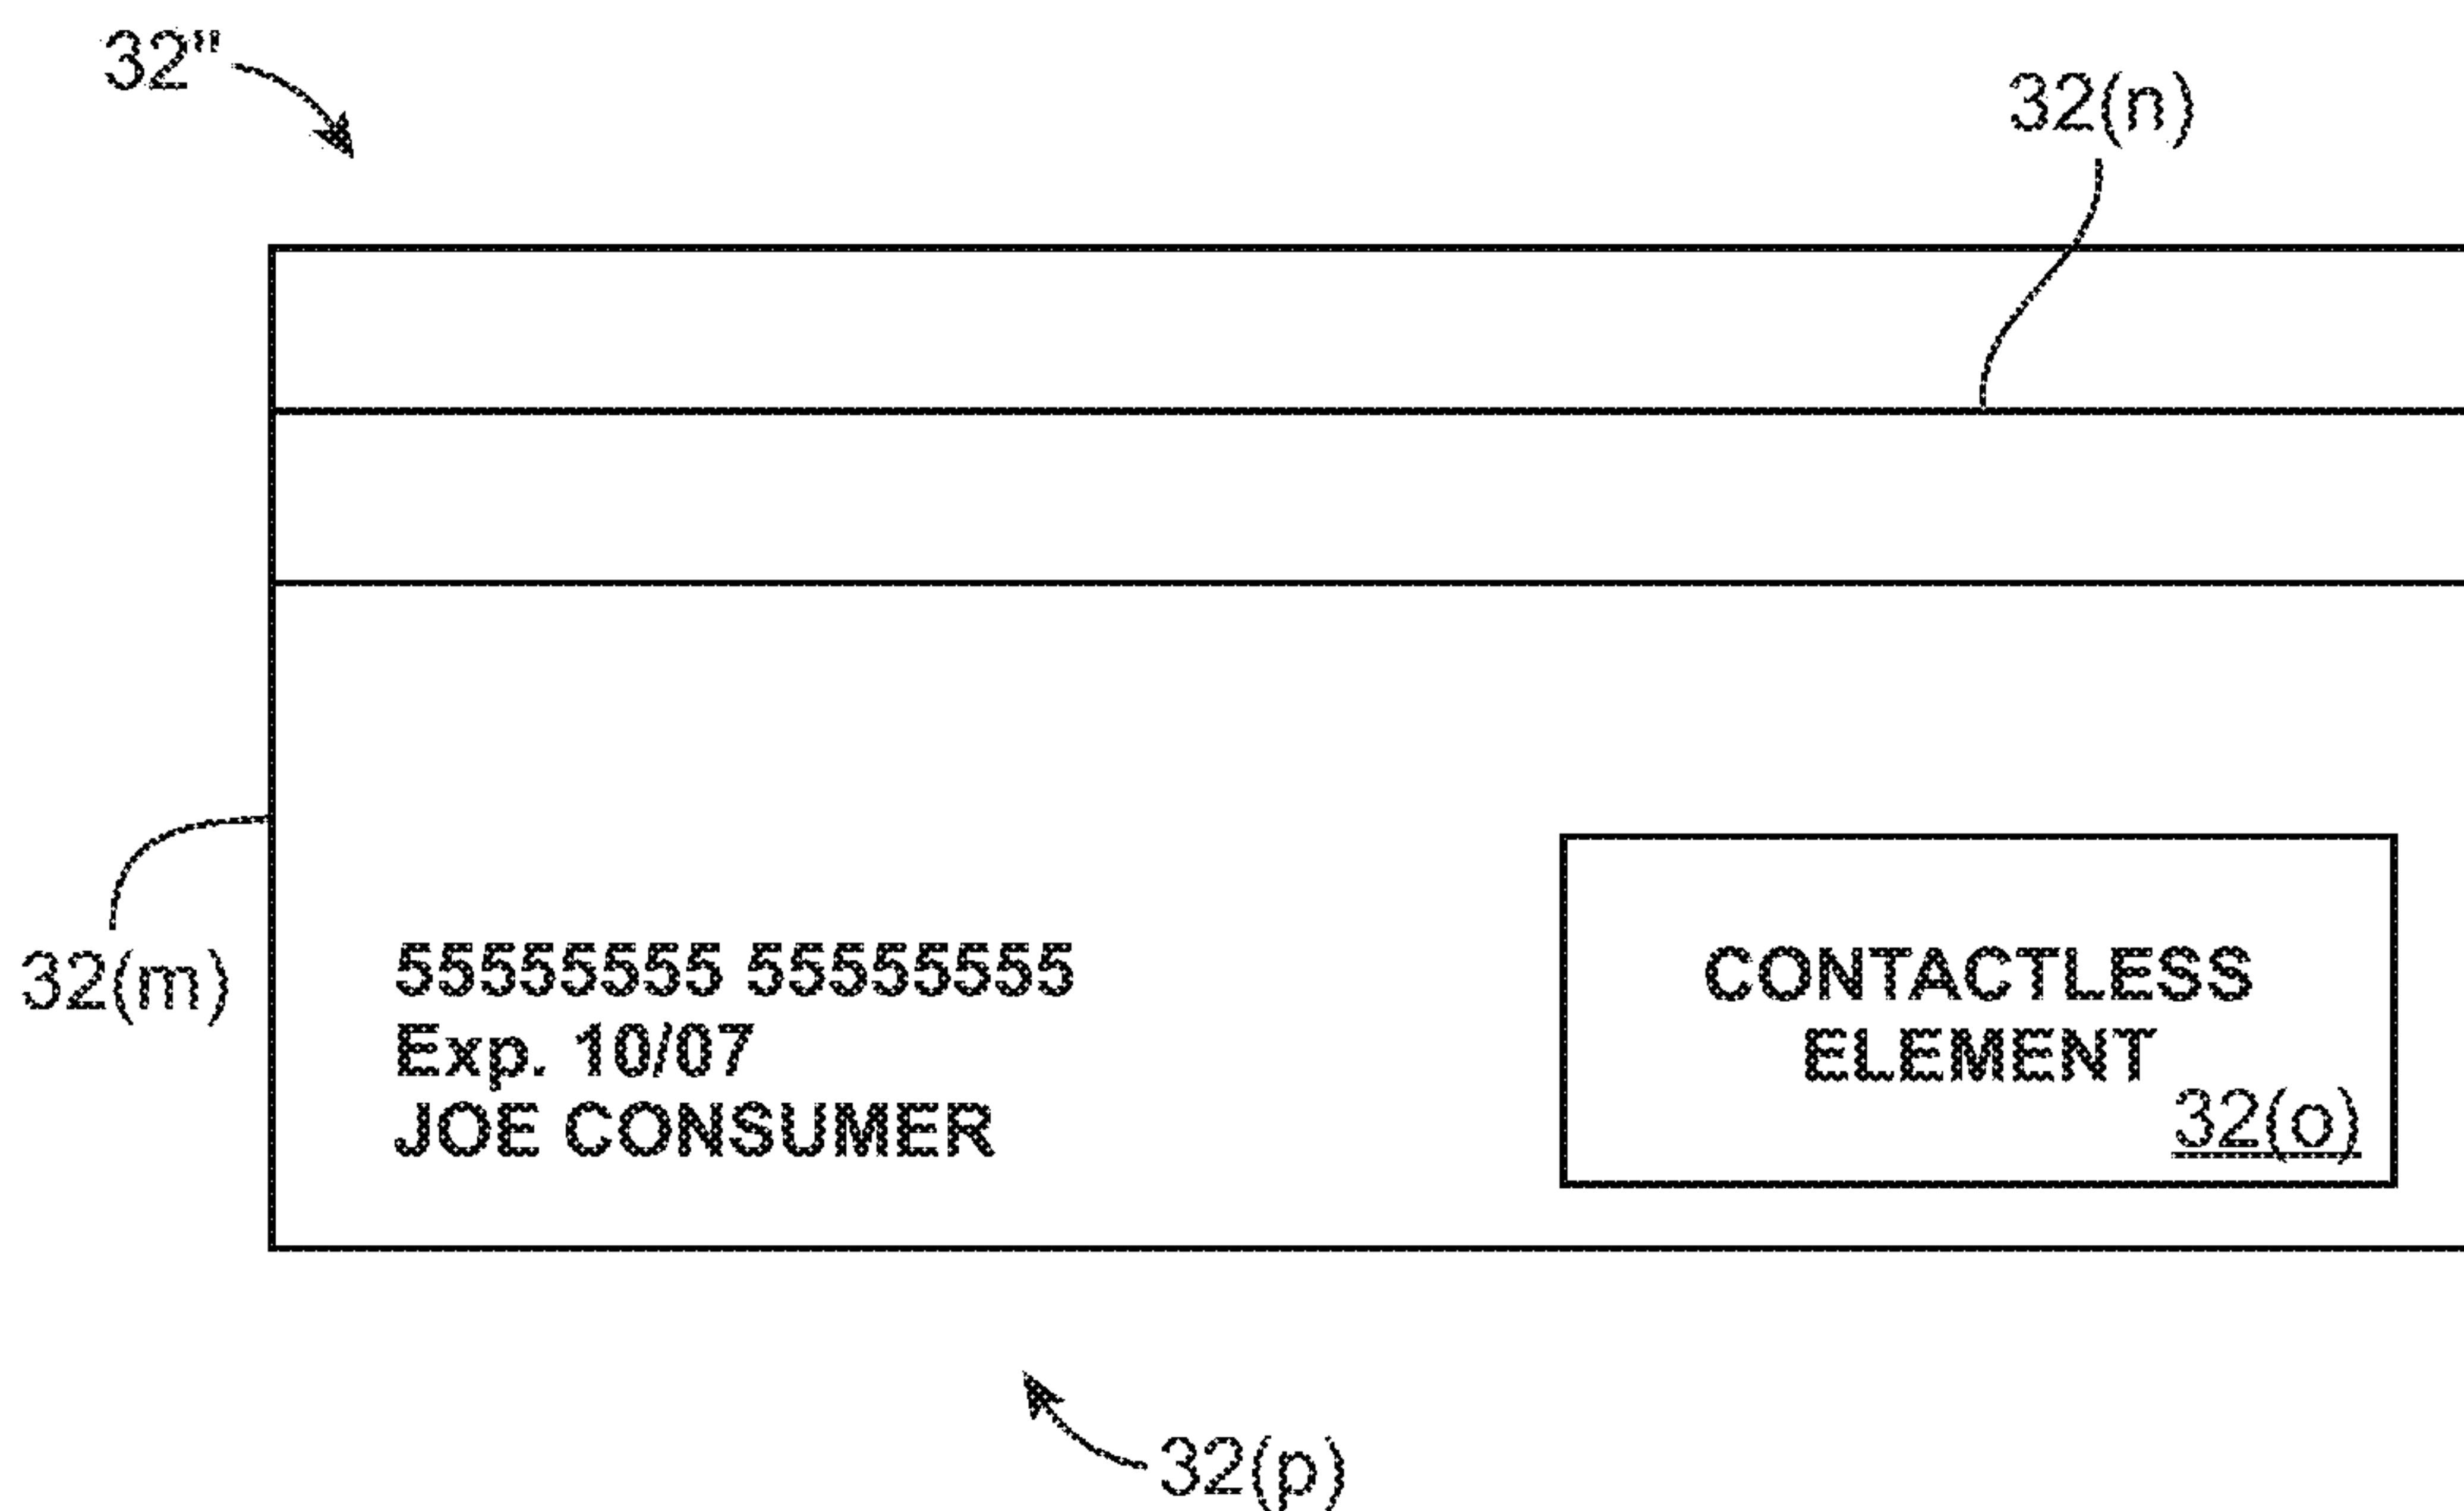 32"
32(n)
32(m)
55555555 55555555
Exp. 10/07
JOE CONSUMER
CONTACTLESS
ELEMENT
32(o)
32(p)